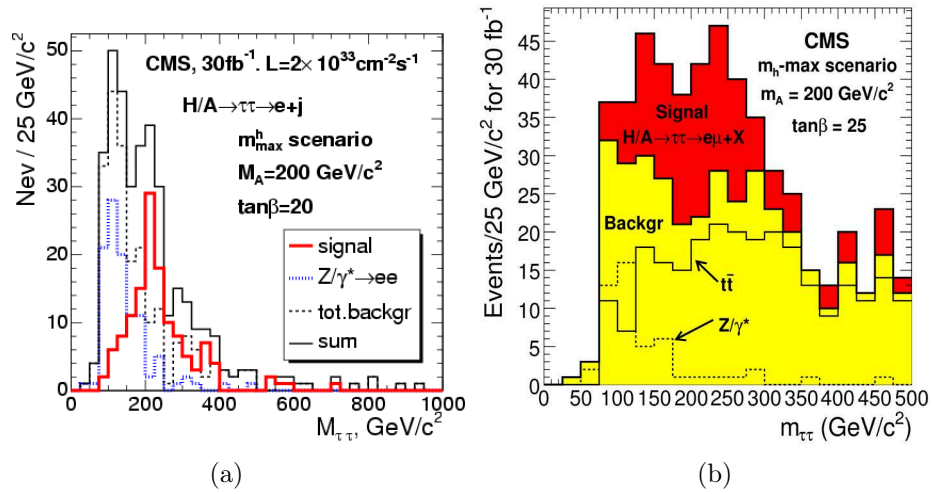 Nev / 25 GeV/c²
50
40
30
20
10
0
CMS, 30fb⁻¹. L=2× 10³³cm⁻²s⁻¹
H/A→ττ→e+j
m^h_max scenario
M_A=200 GeV/c²
tanβ=20
signal
Z/γ*→ee
tot.backgr
sum
0 200 400 600 800 1000
M_ττ, GeV/c²
(a)
Events/25 GeV/c² for 30 fb⁻¹
45
40
35
30
25
20
15
10
5
0
CMS
m_h-max scenario
m_A = 200 GeV/c²
tanβ = 25
Signal
H/A→ττ→eμ+X
Backgr
tt̄
Z/γ*
0 50 100 150 200 250 300 350 400 450 500
m_ττ (GeV/c²)
(b)